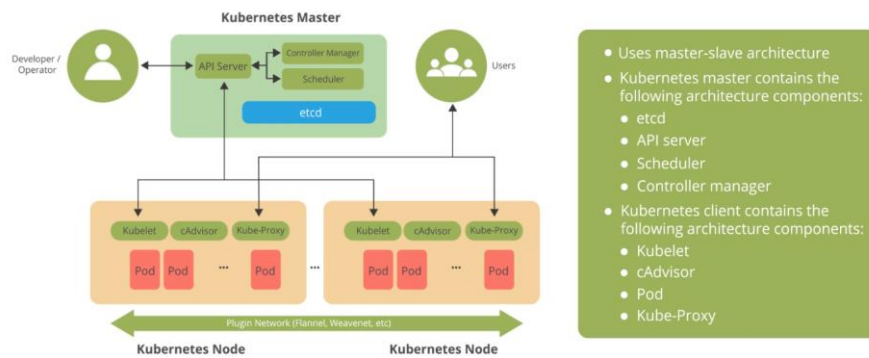 Kubernetes Master
Developer /
Operator
API Server
Controller Manager
Scheduler
etcd
Users
Kubelet
cAdvisor
Kube-Proxy
Pod
Pod
...
Pod
...
Kubelet
cAdvisor
Kube-Proxy
Pod
Pod
...
Pod
Plugin Network (Flannel, Weavenet, etc)
Kubernetes Node
Kubernetes Node
● Uses master-slave architecture
● Kubernetes master contains the
following architecture components:
● etcd
● API server
● Scheduler
● Controller manager
● Kubernetes client contains the
following architecture components:
● Kubelet
● cAdvisor
● Pod
● Kube-Proxy